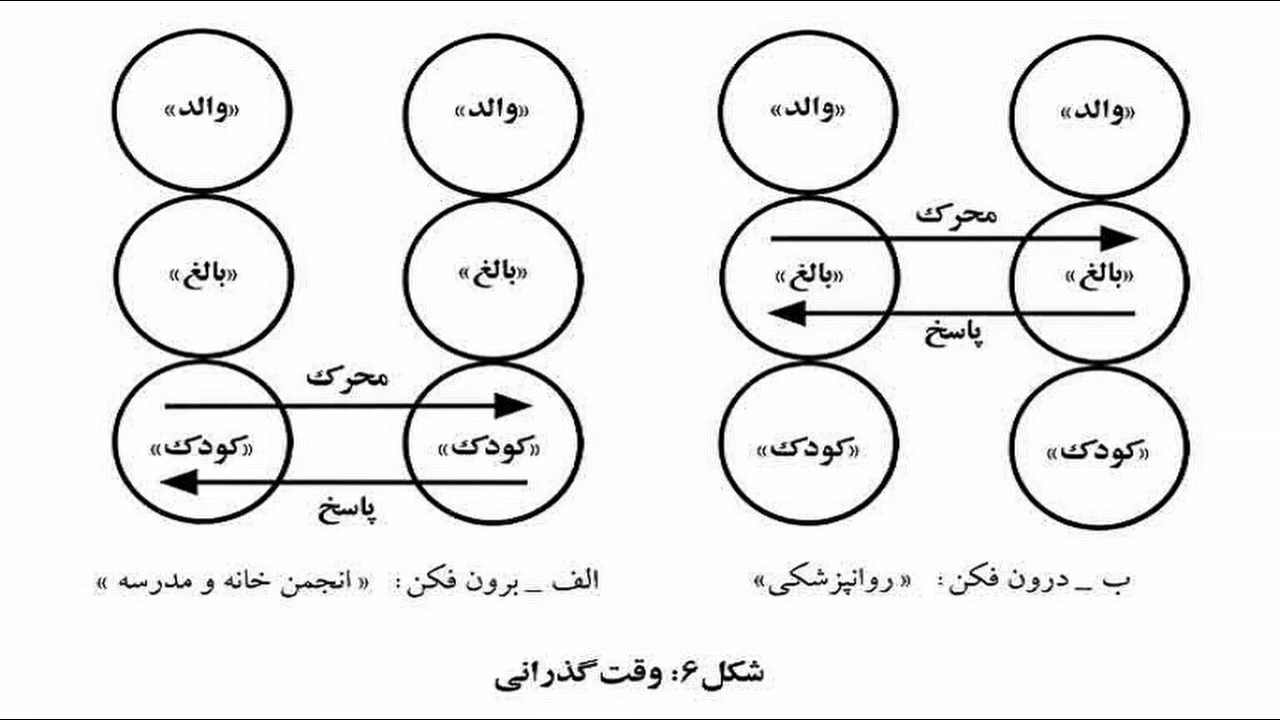 «والد» «والد» «والد» «والد»
محرک
«بالغ» «بالغ» «بالغ» «بالغ»
پاسخ
محرک
«کودک» «کودک» «کودک» «کودک»
پاسخ
ب _ درون فکن: «روانپزشکی»
الف _ برون فکن: «انجمن خانه و مدرسه»
شکل ۶: وقت گذرانی